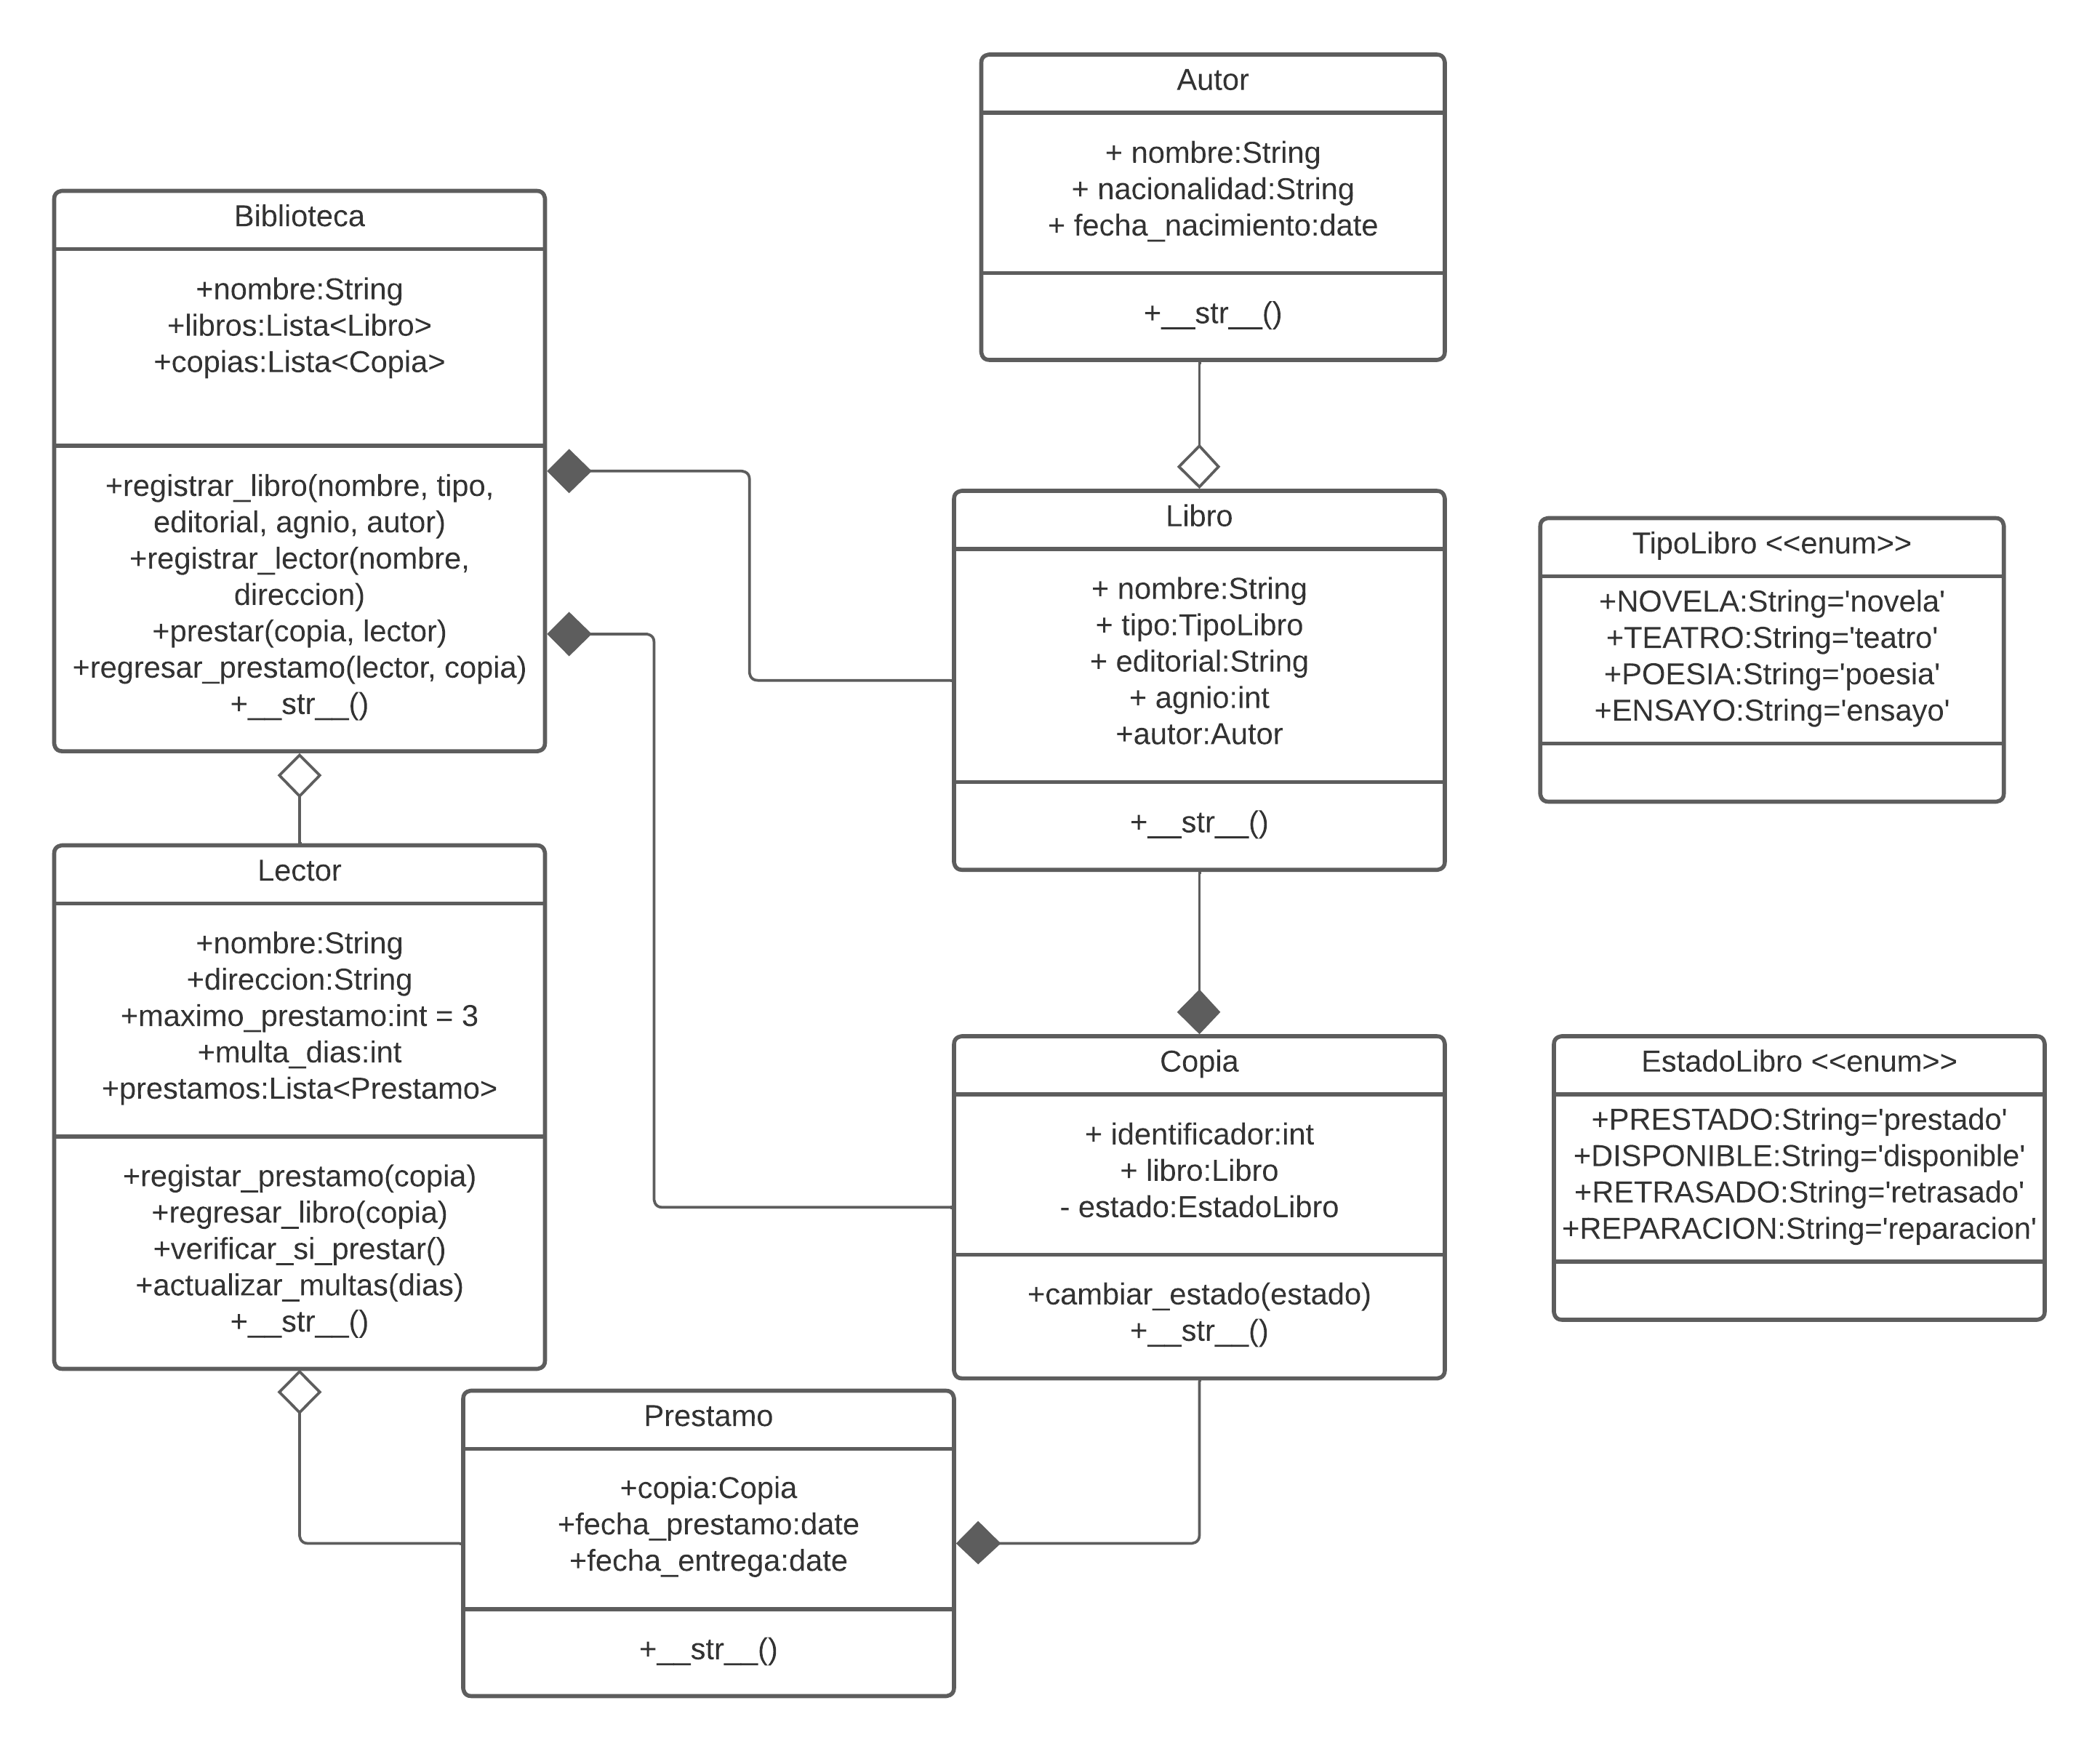 Autor
+ nombre:String
+ nacionalidad:String
+ fecha_nacimiento:date
+__str__()
Biblioteca
+nombre:String
+libros:Lista<Libro>
+copias:Lista<Copia>
+registrar_libro(nombre, tipo,
editorial, agnio, autor)
+registrar_lector(nombre,
direccion)
+prestar(copia, lector)
+regresar_prestamo(lector, copia)
+__str__()
Libro
+ nombre:String
+ tipo:TipoLibro
+ editorial:String
+ agnio:int
+autor:Autor
+__str__()
TipoLibro <<enum>>
+NOVELA:String='novela'
+TEATRO:String='teatro'
+POESIA:String='poesia'
+ENSAYO:String='ensayo'
Lector
+nombre:String
+direccion:String
+maximo_prestamo:int = 3
+multa_dias:int
+prestamos:Lista<Prestamo>
+registar_prestamo(copia)
+regresar_libro(copia)
+verificar_si_prestar()
+actualizar_multas(dias)
+__str__()
Copia
+ identificador:int
+ libro:Libro
- estado:EstadoLibro
+cambiar_estado(estado)
+__str__()
EstadoLibro <<enum>>
+PRESTADO:String='prestado'
+DISPONIBLE:String='disponible'
+RETRASADO:String='retrasado'
+REPARACION:String='reparacion'
Prestamo
+copia:Copia
+fecha_prestamo:date
+fecha_entrega:date
+__str__()